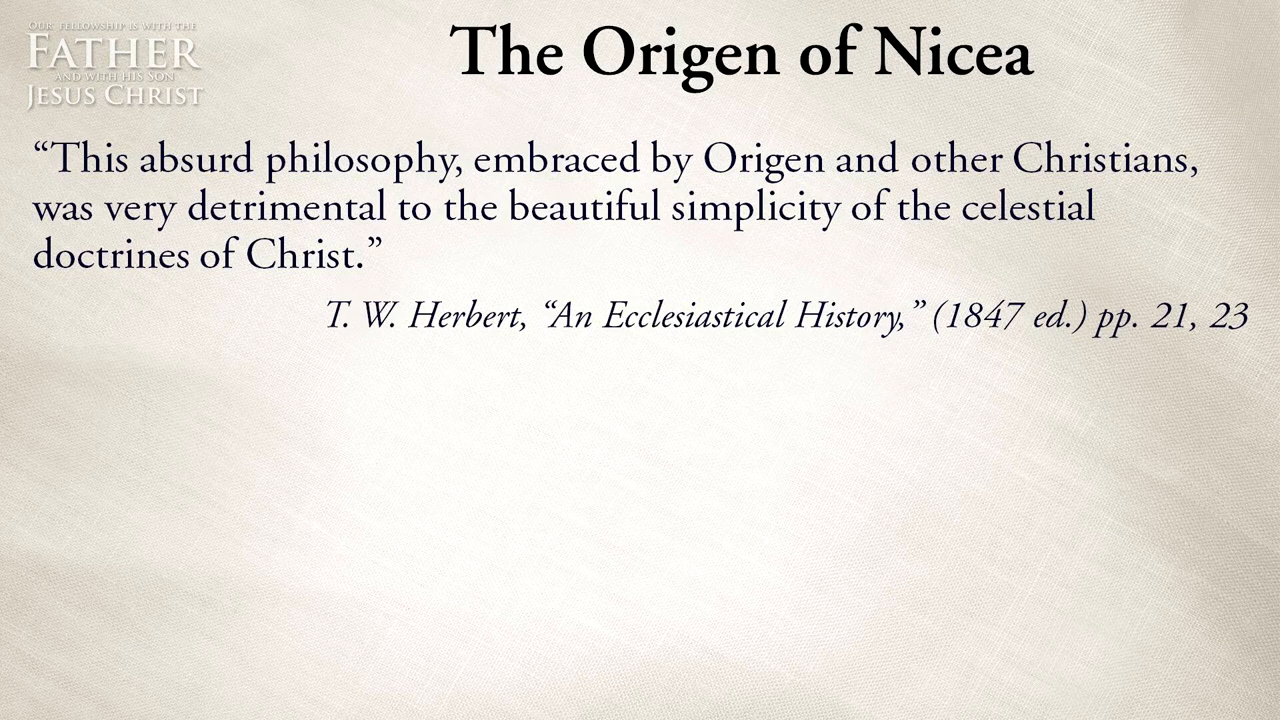 OUR FELLOWSHIP IS WITH THE
FATHER
AND WITH HIS SON
JESUS CHRIST
The Origen of Nicea
“This absurd philosophy, embraced by Origen and other Christians,
was very detrimental to the beautiful simplicity of the celestial
doctrines of Christ.”
T. W. Herbert, “An Ecclesiastical History,” (1847 ed.) pp. 21, 23